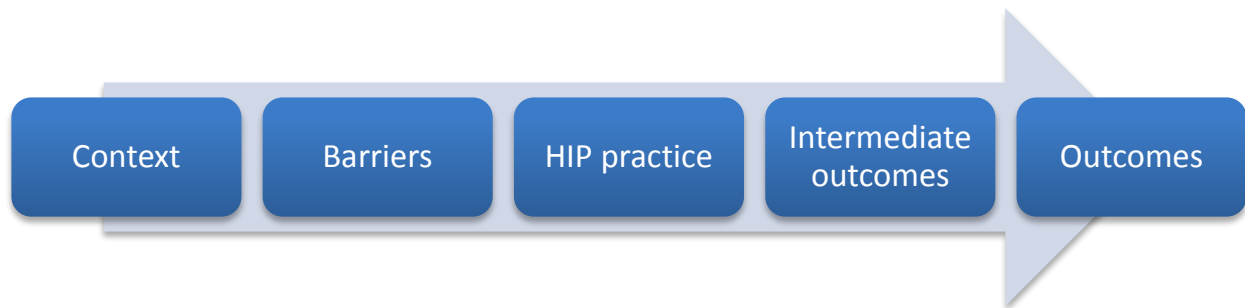 Context
Barriers
HIP practice
Intermediate
outcomes
Outcomes